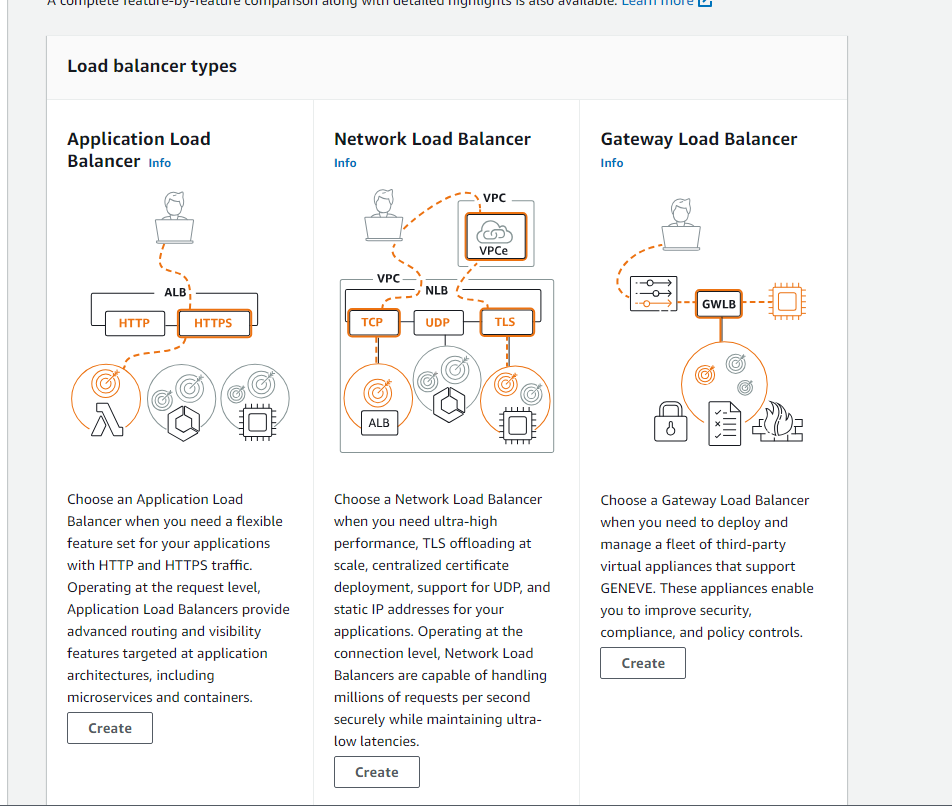 A complete feature-by-feature comparison along with detailed highlights is also available. Learn more
Load balancer types
Application Load
Balancer Info
ALB
HTTP
HTTPS
Choose an Application Load
Balancer when you need a flexible
feature set for your applications
with HTTP and HTTPS traffic.
Operating at the request level,
Application Load Balancers provide
advanced routing and visibility
features targeted at application
architectures, including
microservices and containers.
Create
Network Load Balancer
Info
VPC
VPCe
VPC
NLB
TCP
UDP
TLS
ALB
Choose a Network Load Balancer
when you need ultra-high
performance, TLS offloading at
scale, centralized certificate
deployment, support for UDP, and
static IP addresses for your
applications. Operating at the
connection level, Network Load
Balancers are capable of handling
millions of requests per second
securely while maintaining ultra-
low latencies.
Create
Gateway Load Balancer
Info
GWLB
Choose a Gateway Load Balancer
when you need to deploy and
manage a fleet of third-party
virtual appliances that support
GENEVE. These appliances enable
you to improve security,
compliance, and policy controls.
Create